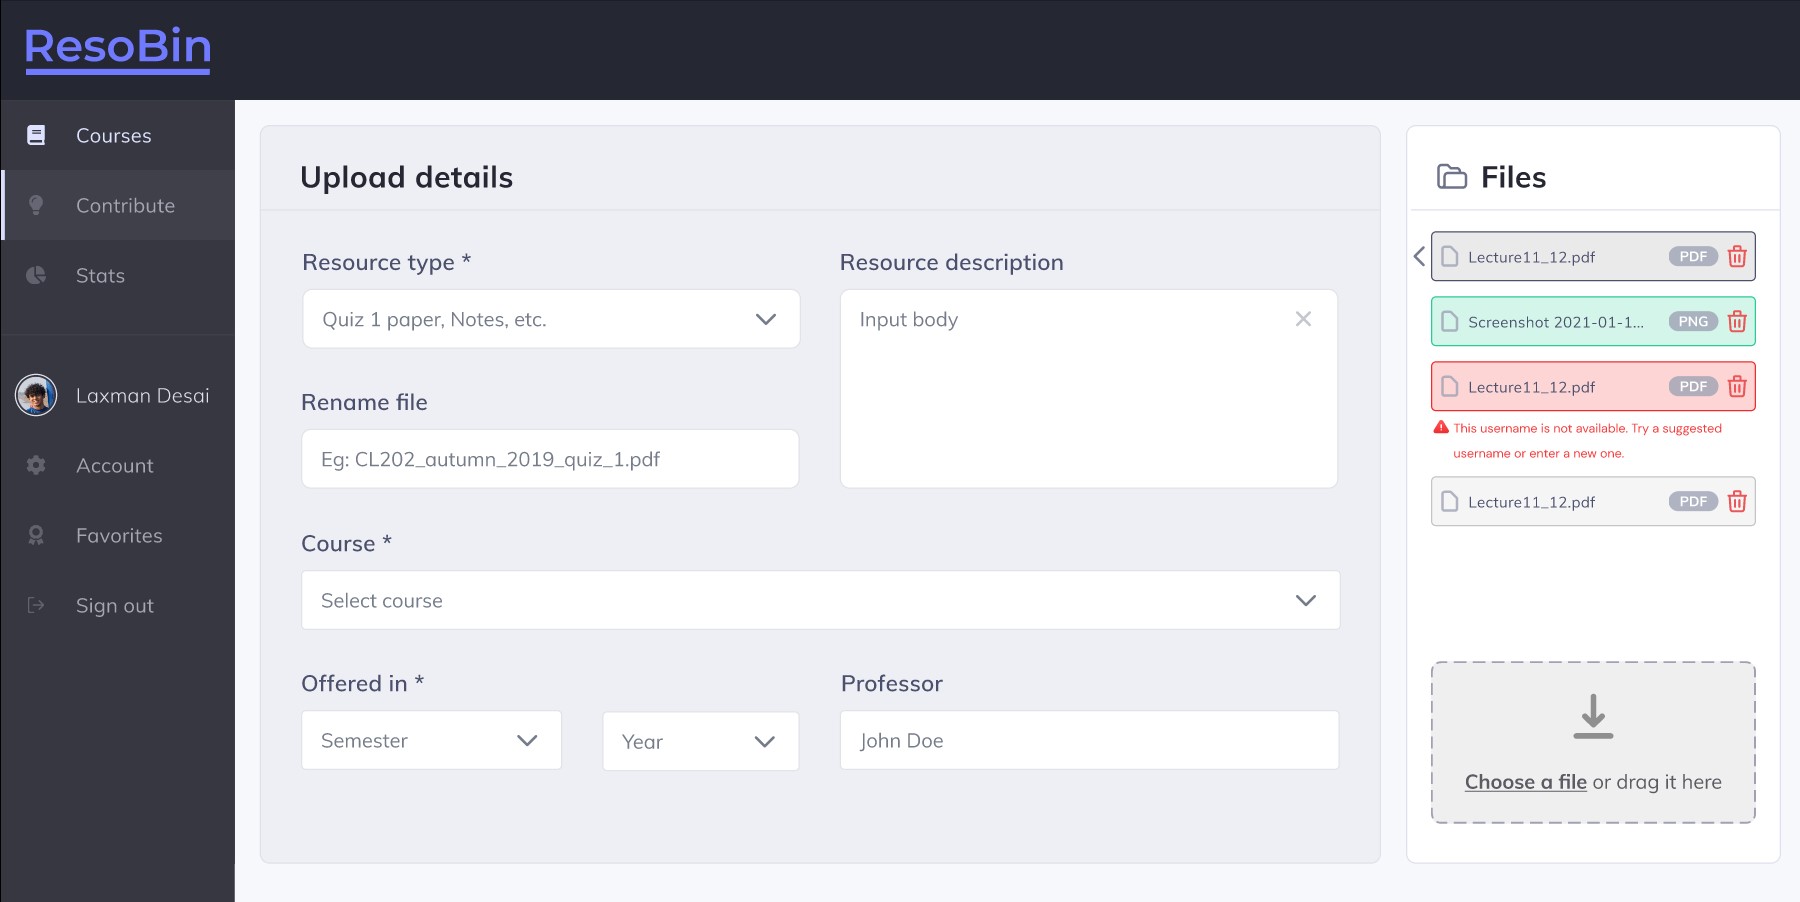 ResoBin
Courses
Contribute
Stats
Laxman Desai
Account
Favorites
Sign out
Upload details
Resource type *
Quiz 1 paper, Notes, etc.
Rename file
Eg: CL202_autumn_2019_quiz_1.pdf
Resource description
Input body
Course *
Select course
Offered in *
Semester
Year
Professor
John Doe
Files
Lecture11_12.pdf PDF
Screenshot 2021-01-1... PNG
Lecture11_12.pdf PDF
This username is not available. Try a suggested
username or enter a new one.
Lecture11_12.pdf PDF
Choose a file or drag it here